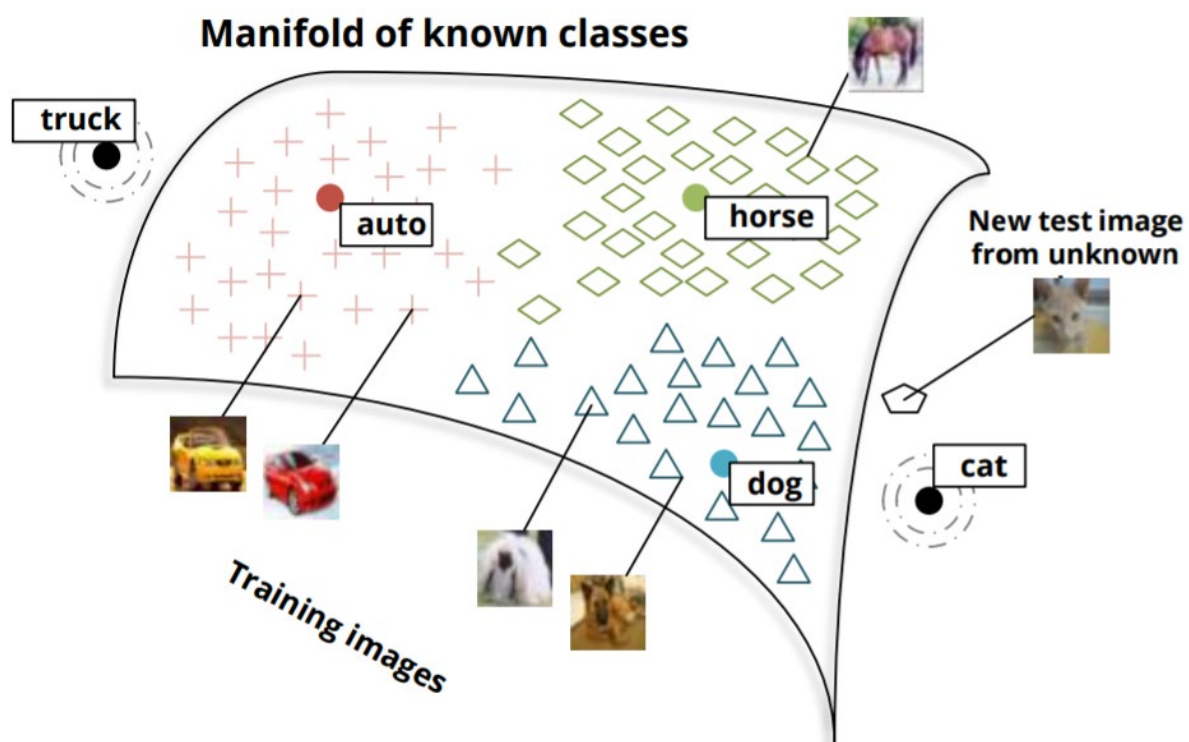 Manifold of known classes
truck
auto
horse
New test image
from unknown
cat
dog
Training images